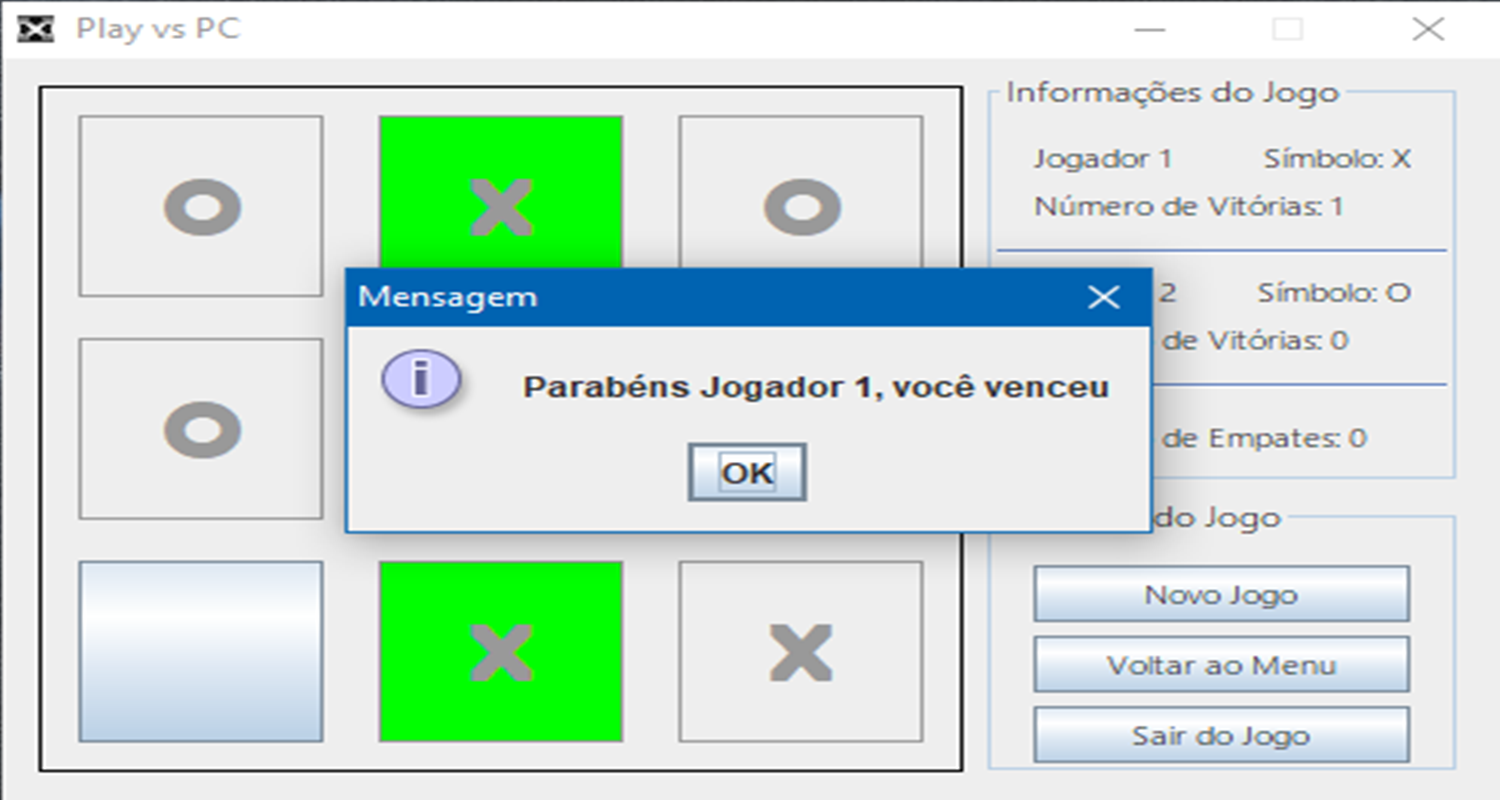 Play vs PC
Informações do Jogo
O X O
Jogador 1 Símbolo: X
Número de Vitórias: 1
Mensagem
2 Símbolo: O
de Vitórias: 0
Parabéns Jogador 1, você venceu
O
de Empates: 0
OK
do Jogo
Novo Jogo
X X
Voltar ao Menu
Sair do Jogo